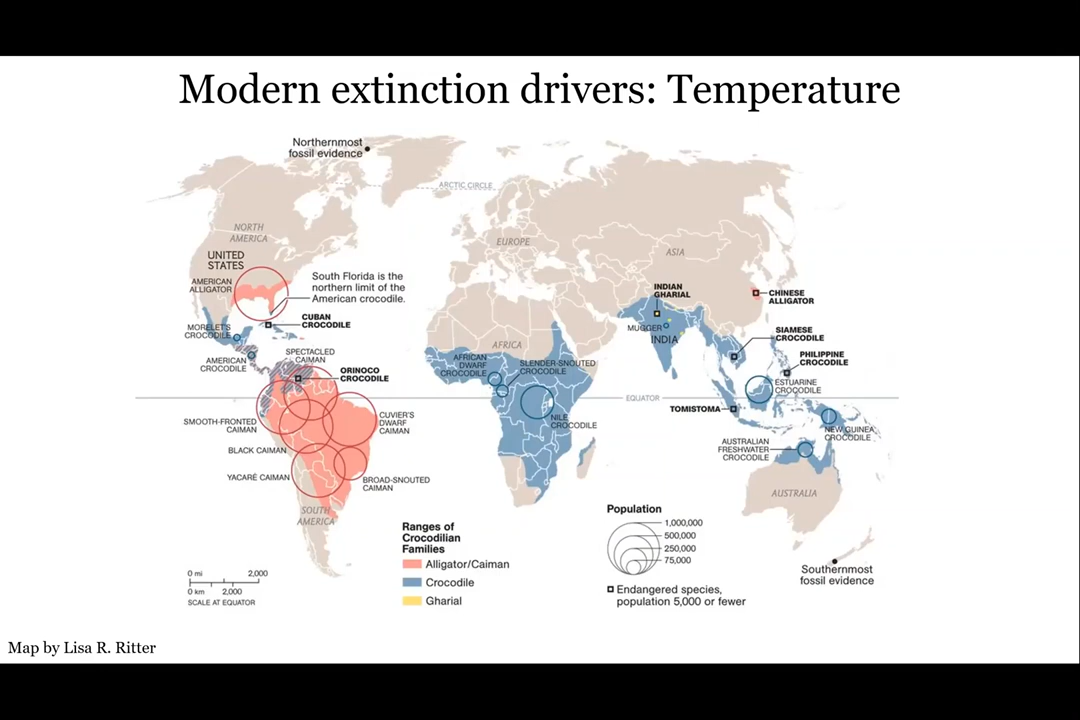 Modern extinction drivers: Temperature
Northernmost
fossil evidence
ARCTIC CIRCLE
NORTH
AMERICA
EUROPE
ASIA
UNITED
STATES
AMERICAN
ALLIGATOR
South Florida is the
northern limit of the
American crocodile.
INDIAN
GHARIAL
CHINESE
ALLIGATOR
CUBAN
CROCODILE
MORELET'S
CROCODILE
MUGGER
INDIA
SIAMESE
CROCODILE
AFRICA
AMERICAN
CROCODILE
SPECTACLED
CAIMAN
ORINOCO
CROCODILE
AFRICAN
DWARF
CROCODILE
SLENDER-SNOUTED
CROCODILE
PHILIPPINE
CROCODILE
ESTUARINE
CROCODILE
EQUATOR
TOMISTOMA
SMOOTH-FRONTED
CAIMAN
CUVIER'S
DWARF
CAIMAN
NILE
CROCODILE
NEW GUINEA
CROCODILE
BLACK CAIMAN
AUSTRALIAN
FRESHWATER
CROCODILE
YACARÉ CAIMAN
BROAD-SNOUTED
CAIMAN
AUSTRALIA
SOUTH
AMERICA
Ranges of
Crocodilian
Families
Alligator/Caiman
Crocodile
Gharial
Population
1,000,000
500,000
250,000
75,000
Endangered species,
population 5,000 or fewer
Southernmost
fossil evidence
0 mi 2,000
0 km 2,000
SCALE AT EQUATOR
Map by Lisa R. Ritter